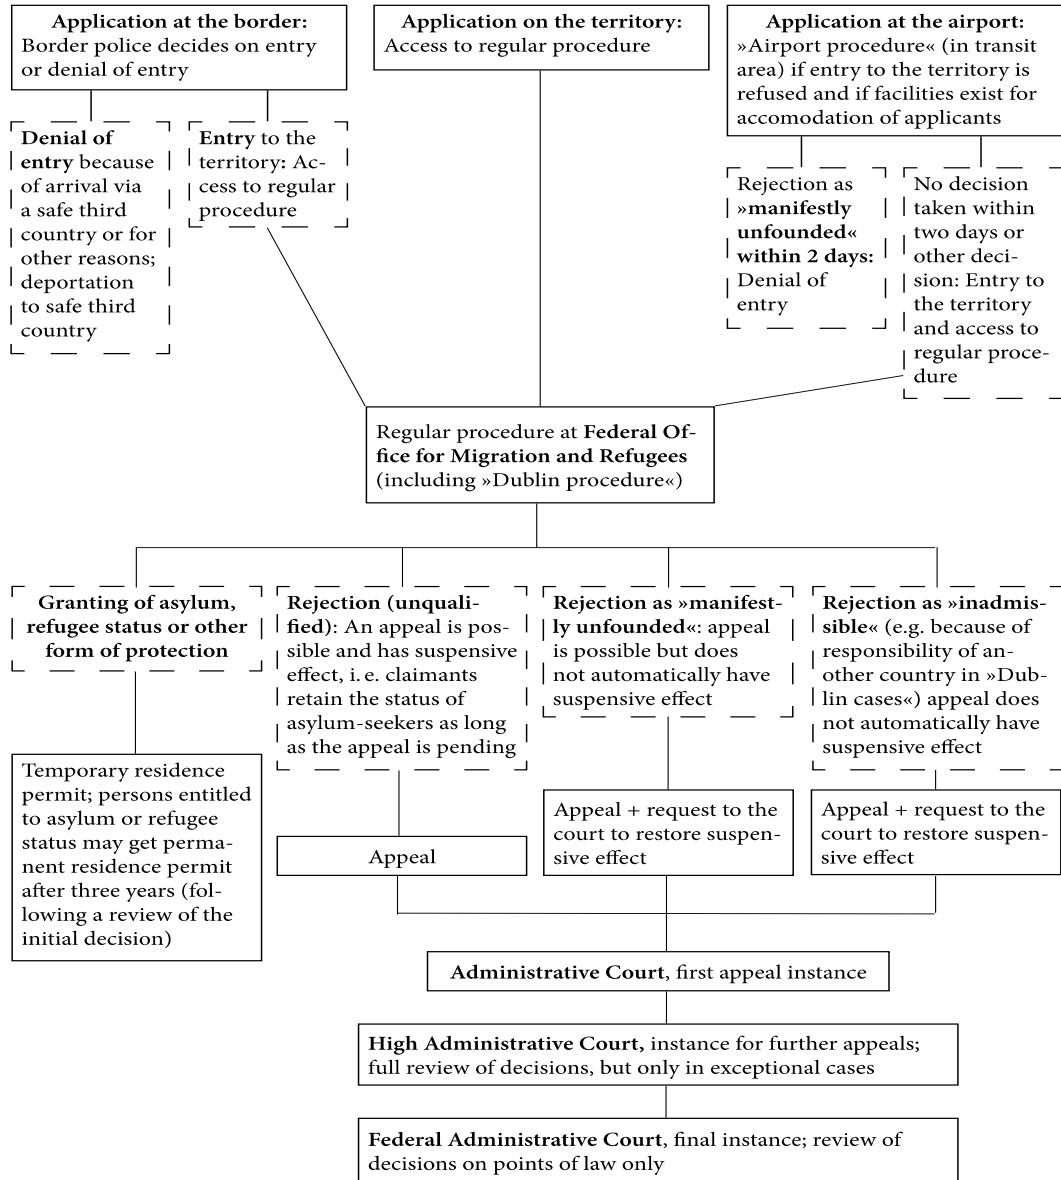 Application at the border:
Border police decides on entry
or denial of entry
Application on the territory:
Access to regular procedure
Application at the airport:
»Airport procedure« (in transit
area) if entry to the territory is
refused and if facilities exist for
accomodation of applicants
Denial of
entry because
of arrival via
a safe third
country or for
other reasons;
deportation
to safe third
country
Entry to the
territory: Ac-
cess to regular
procedure
Rejection as
»manifestly
unfounded«
within 2 days:
Denial of
entry
No decision
taken within
two days or
other deci-
sion: Entry to
the territory
and access to
regular proce-
dure
Regular procedure at Federal Of-
fice for Migration and Refugees
(including »Dublin procedure«)
Granting of asylum,
refugee status or other
form of protection
Rejection (unquali-
fied): An appeal is pos-
sible and has suspensive
effect, i. e. claimants
retain the status of
asylum-seekers as long
as the appeal is pending
Rejection as »manifest-
ly unfounded«: appeal
is possible but does
not automatically have
suspensive effect
Rejection as »inadmis-
sible« (e.g. because of
responsibility of an-
other country in »Dub-
lin cases«) appeal does
not automatically have
suspensive effect
Temporary residence
permit; persons entitled
to asylum or refugee
status may get perma-
nent residence permit
after three years (fol-
lowing a review of the
initial decision)
Appeal
Appeal + request to the
court to restore suspen-
sive effect
Appeal + request to the
court to restore suspen-
sive effect
Administrative Court, first appeal instance
High Administrative Court, instance for further appeals;
full review of decisions, but only in exceptional cases
Federal Administrative Court, final instance; review of
decisions on points of law only